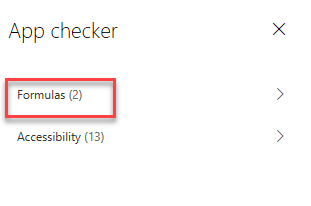 App checker
Formulas (2)
Accessibility (13)